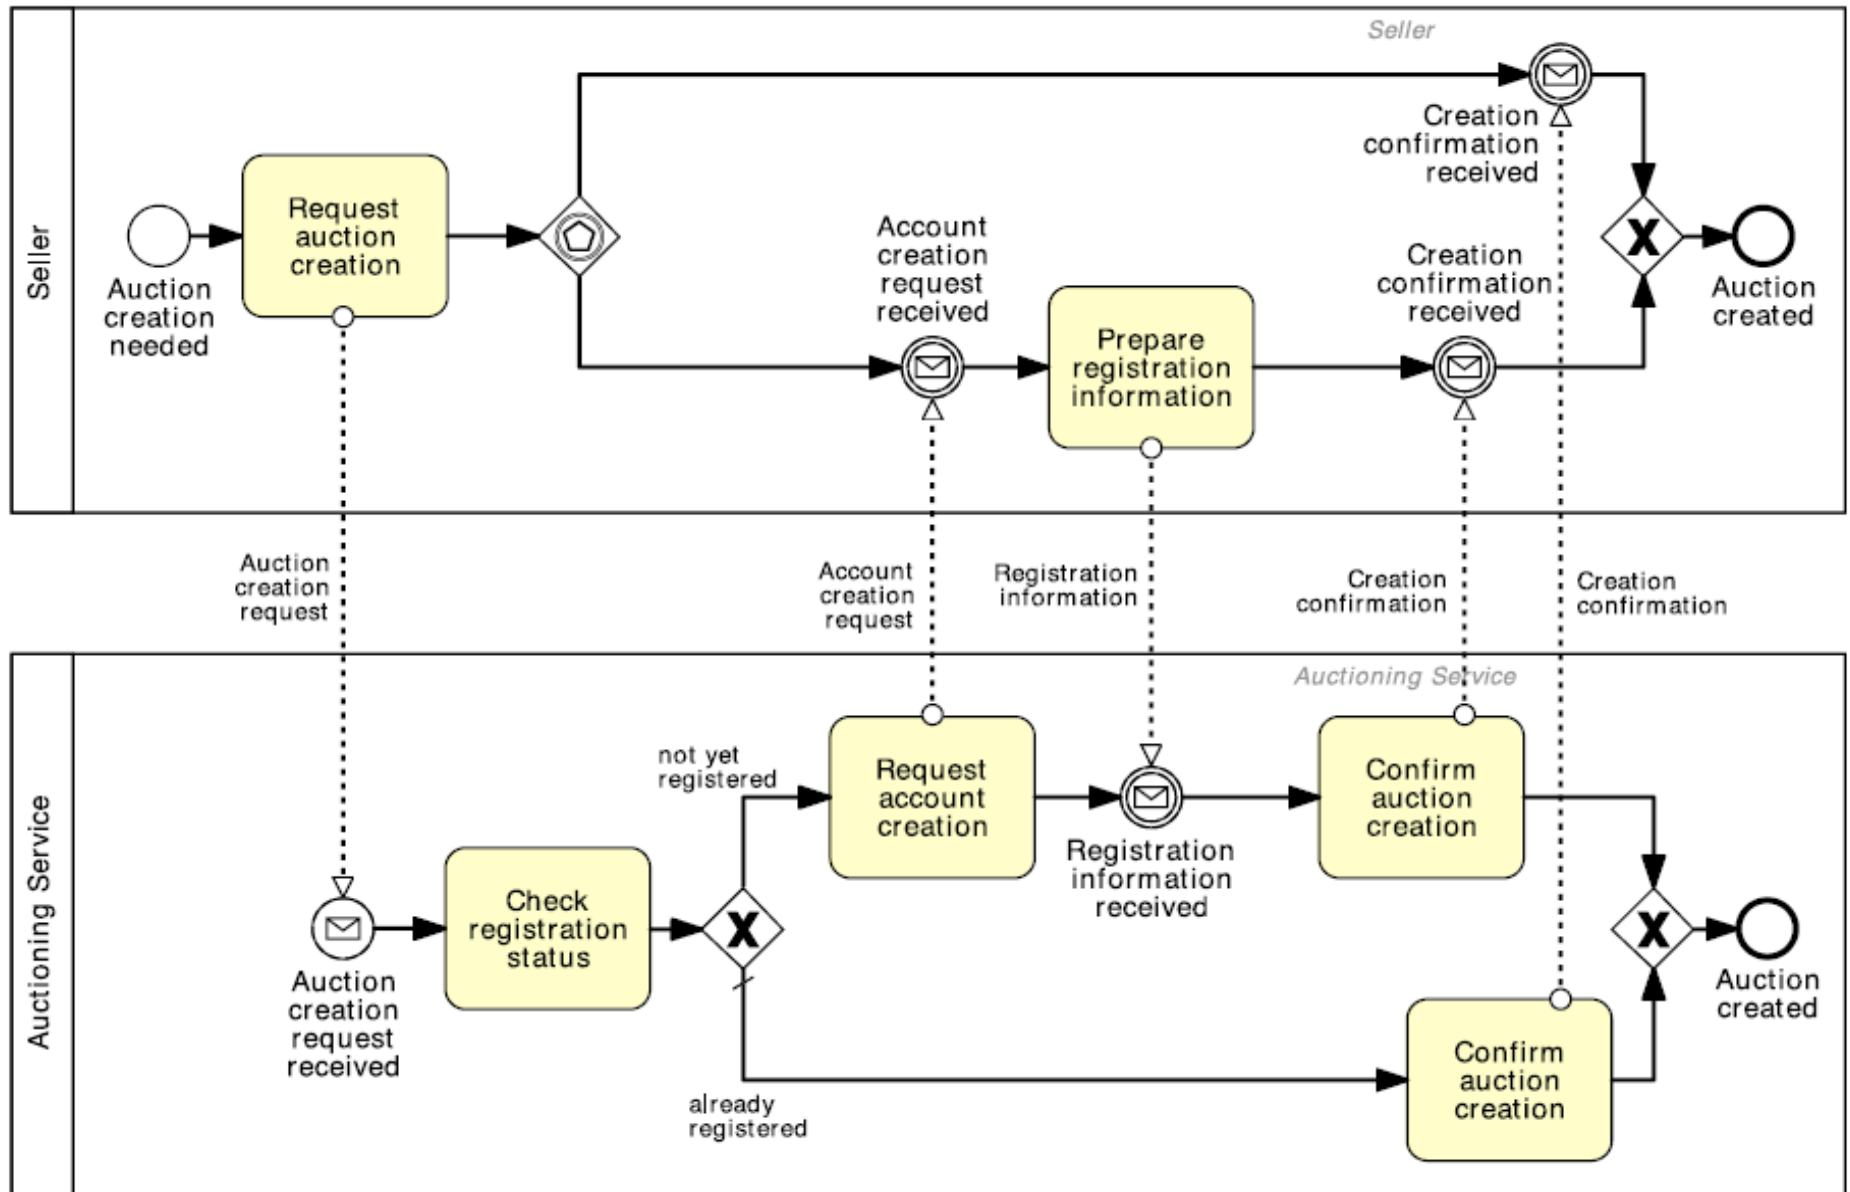 Seller
Seller
Auction
creation
needed
Request
auction
creation
Account
creation
request
received
Prepare
registration
information
Creation
confirmation
received
Creation
confirmation
received
Auction
created
Auction
creation
request
Account
creation
request
Registration
information
Creation
confirmation
Creation
confirmation
Auctioning Service
Auctioning Service
Auction
creation
request
received
Check
registration
status
X
not yet
registered
already
registered
Request
account
creation
Registration
information
received
Confirm
auction
creation
Confirm
auction
creation
X
Auction
created
X